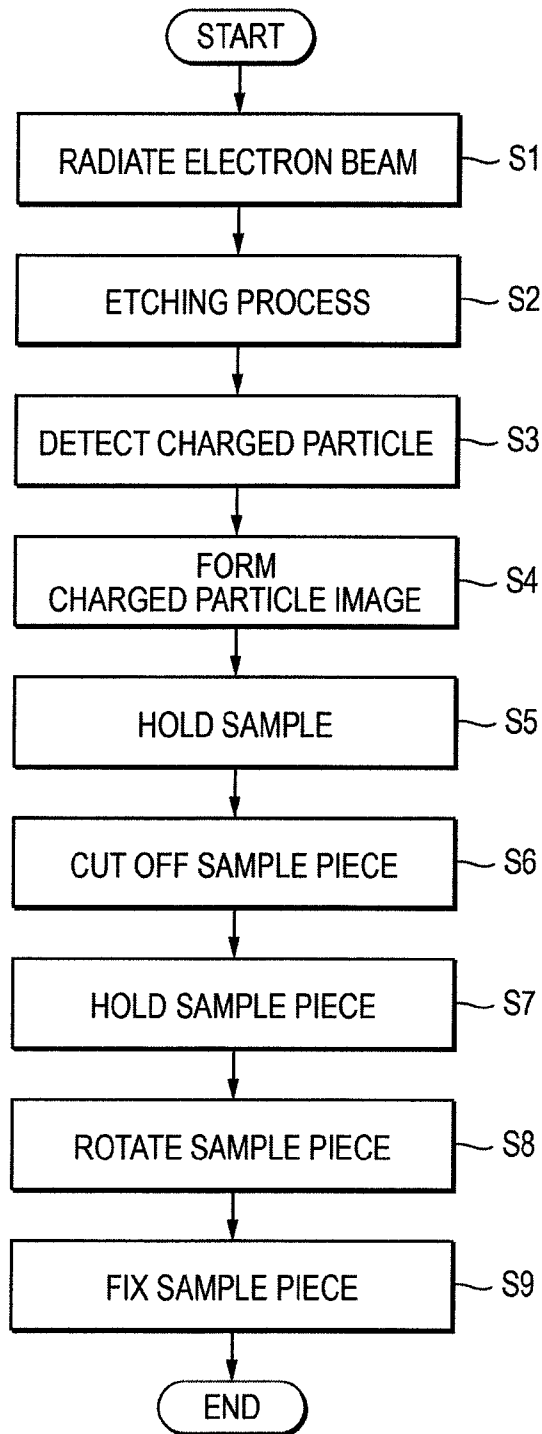 START
RADIATE ELECTRON BEAM
S1
ETCHING PROCESS
S2
DETECT CHARGED PARTICLE
S3
FORM
CHARGED PARTICLE IMAGE
S4
HOLD SAMPLE
S5
CUT OFF SAMPLE PIECE
S6
HOLD SAMPLE PIECE
S7
ROTATE SAMPLE PIECE
S8
FIX SAMPLE PIECE
S9
END